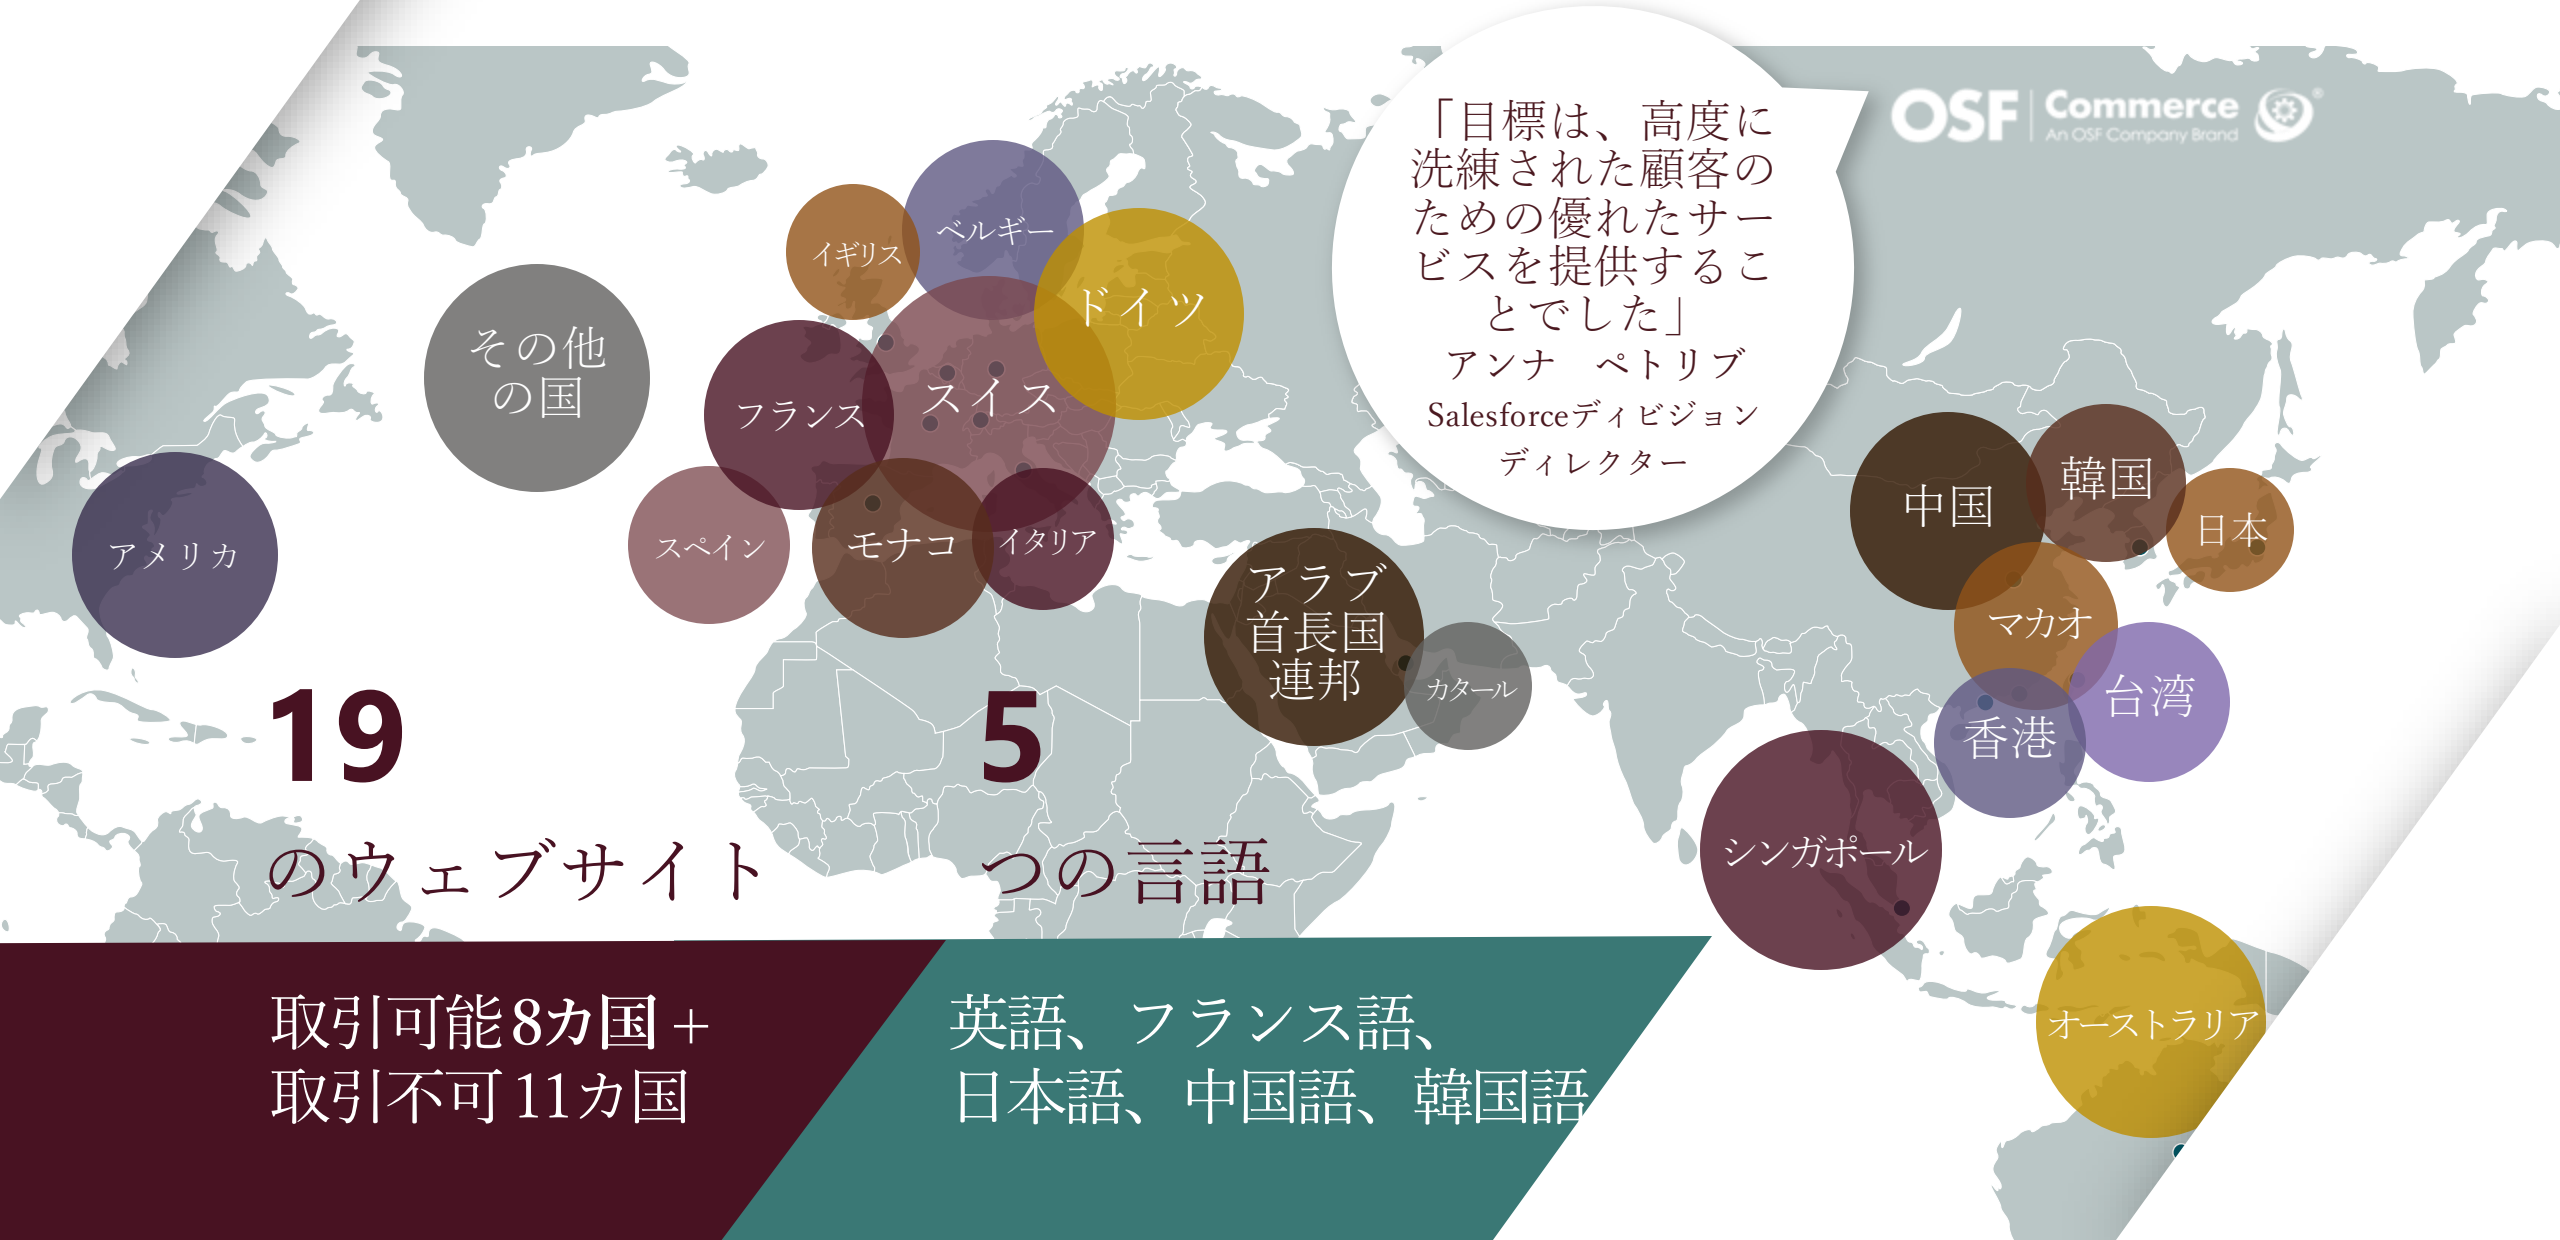 「目標は、高度に
洗練された顧客の
ための優れたサー
ビスを提供するこ
とでした」
アンナ　ペトリブ
Salesforceディビジョン
ディレクター
OSF Commerce
An OSF Company Brand
®
イギリス
ベルギー
ドイツ
その他
の国
フランス
スイス
アメリカ
スペイン
モナコ
イタリア
アラブ
首長国
連邦
カタール
中国
韓国
日本
マカオ
台湾
香港
シンガポール
オーストラリア
19
のウェブサイト
5
つの言語
取引可能 8カ国 +
取引不可 11カ国
英語、フランス語、
日本語、中国語、韓国語